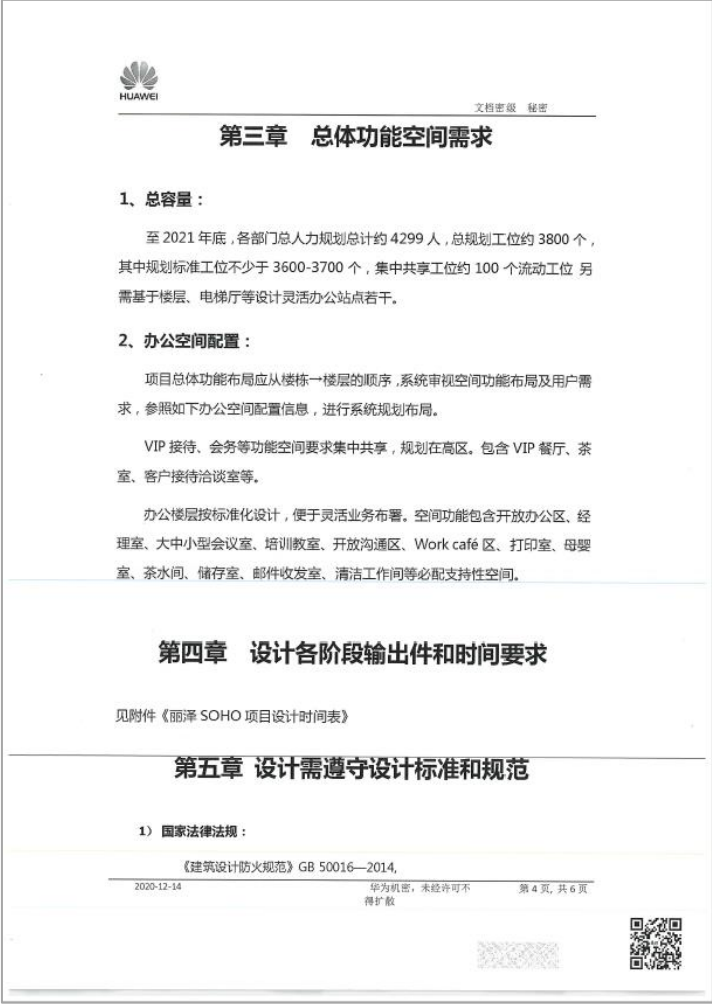 HUAWEI
文档密级 秘密
第三章 总体功能空间需求
1、总容量：
至 2021 年底，各部门总人力规划总计约 4299 人，总规划工位约 3800 个，
其中规划标准工位不少于 3600-3700 个，集中共享工位约 100 个流动工位 另
需基于楼层、电梯厅等设计灵活办公站点若干。
2、办公空间配置：
项目总体功能布局应从楼栋→楼层的顺序，系统审视空间功能布局及用户需
求，参照如下办公空间配置信息，进行系统规划布局。
VIP 接待、会务等功能空间要求集中共享，规划在高区。包含 VIP 餐厅、茶
室、客户接待洽谈室等。
办公楼层按标准化设计，便于灵活业务布署。空间功能包含开放办公区、经
理室、大中小型会议室、培训教室、开放沟通区、Work café 区、打印室、母婴
室、茶水间、储存室、邮件收发室、清洁工作间等必配支持性空间。
第四章 设计各阶段输出件和时间要求
见附件《丽泽 SOHO 项目设计时间表》
第五章 设计需遵守设计标准和规范
1） 国家法律法规：
《建筑设计防火规范》GB 50016—2014,
2020-12-14 华为机密，未经许可不 第 4 页, 共 6 页
得扩散